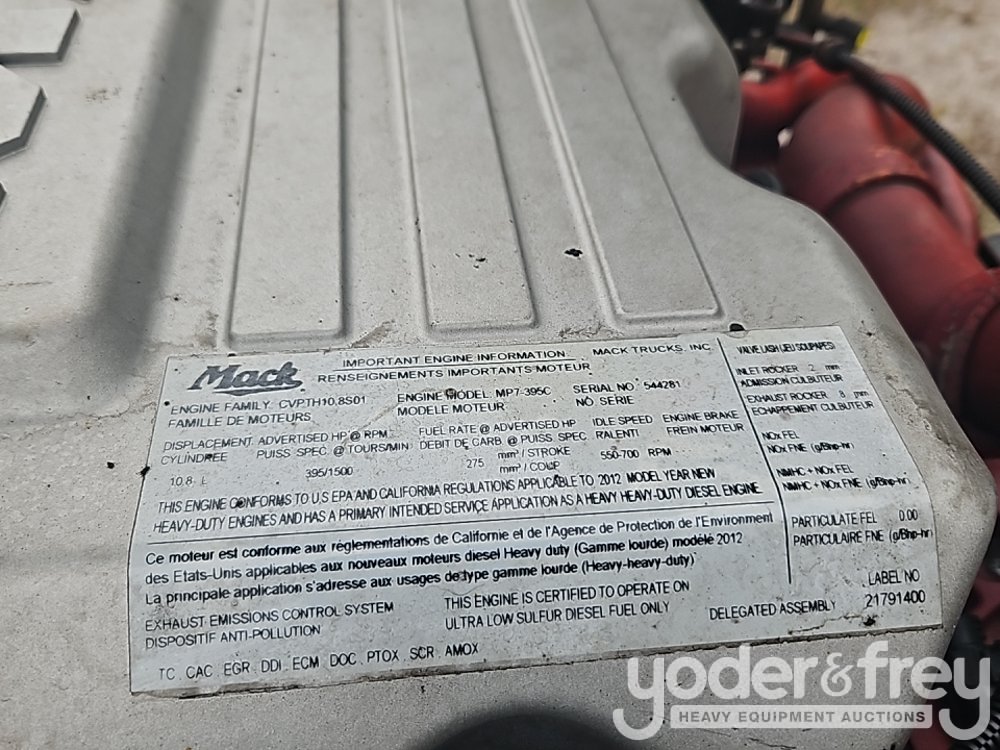 Mack
IMPORTANT ENGINE INFORMATION MACK TRUCKS, INC
RENSEIGNEMENTS IMPORTANTS MOTEUR
ENGINE FAMILY: CVPTH10.8S01 ENGINE MODEL: MP7-395C SERIAL NO 544281
FAMILLE DE MOTEURS MODELE MOTEUR: NO. SERIE
DISPLACEMENT ADVERTISED HP @ RPM FUEL RATE @ ADVERTISED HP IDLE SPEED ENGINE BRAKE
CYLINDREE PUISS SPEC. @ TOURS/MIN DEBIT DE CARB @ PUISS SPEC RALENTI FREIN MOTEUR
10.8 L 395/1500 275 mm³ / STROKE 550-700 RPM
mm³ / COUP
THIS ENGINE CONFORMS TO U.S EPA AND CALIFORNIA REGULATIONS APPLICABLE TO 2012 MODEL YEAR NEW
HEAVY-DUTY ENGINES AND HAS A PRIMARY INTENDED SERVICE APPLICATION AS A HEAVY HEAVY-DUTY DIESEL ENGINE
Ce moteur est conforme aux réglementations de Californie et de l'Agence de Protection de l'Environment
des Etats-Unis applicables aux nouveaux moteurs diesel Heavy duty (Gamme lourde) modélé 2012
La principale application s'adresse aux usages de type gamme lourde (Heavy-heavy-duty)
EXHAUST EMISSIONS CONTROL SYSTEM THIS ENGINE IS CERTIFIED TO OPERATE ON
DISPOSITIF ANTI-POLLUTION ULTRA LOW SULFUR DIESEL FUEL ONLY
DELEGATED ASSEMBLY
TC . CAC . EGR . DDI . ECM . DOC . PTOX . SCR . AMOX
VALVE LASH (JEU SOUPAPES)
INLET ROCKER .2 mm
ADMISSION CULBUTEUR
EXHAUST ROCKER .8 mm
ECHAPPEMENT CULBUTEUR
NOx FEL
NOx FNE (g/Bhp-hr)
NMHC + NOx FEL
NMHC + NOx FNE (g/Bhp-hr)
PARTICULATE FEL 0.00
PARTICULAIRE FNE (g/Bhp-hr)
LABEL NO
21791400
yoder&frey
HEAVY EQUIPMENT AUCTIONS